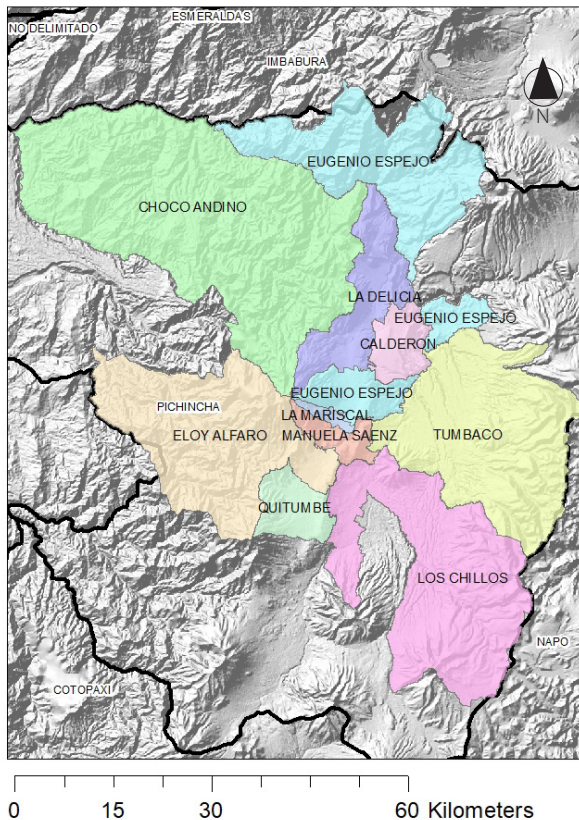 ESMERALDAS
NO DELIMITADO
IMBABURA
N
EUGENIO ESPEJO
CHOCO ANDINO
LA DELICIA
EUGENIO ESPEJO
CALDERON
EUGENIO ESPEJO
PICHINCHA
LA MARISCAL
ELOY ALFARO
MANUELA SAENZ
TUMBACO
QUITUMBE
LOS CHILLOS
NAPO
COTOPAXI
0 15 30 60 Kilometers